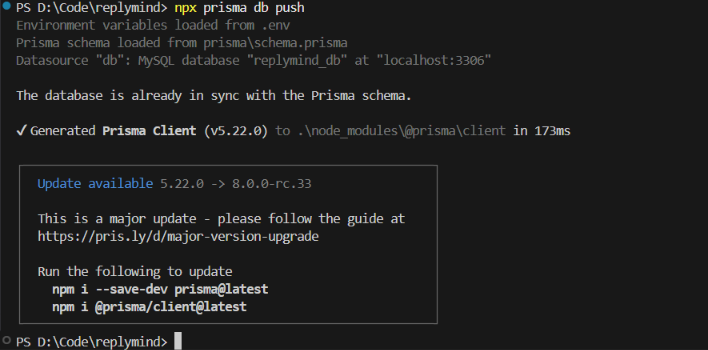 PS D:\Code\replymind> npx prisma db push
Environment variables loaded from .env
Prisma schema loaded from prisma\schema.prisma
Datasource "db": MySQL database "replymind_db" at "localhost:3306"
The database is already in sync with the Prisma schema.
✔ Generated Prisma Client (v5.22.0) to .\node_modules\@prisma\client in 173ms
Update available 5.22.0 -> 8.0.0-rc.33
This is a major update - please follow the guide at
https://pris.ly/d/major-version-upgrade
Run the following to update
npm i --save-dev prisma@latest
npm i @prisma/client@latest
PS D:\Code\replymind>